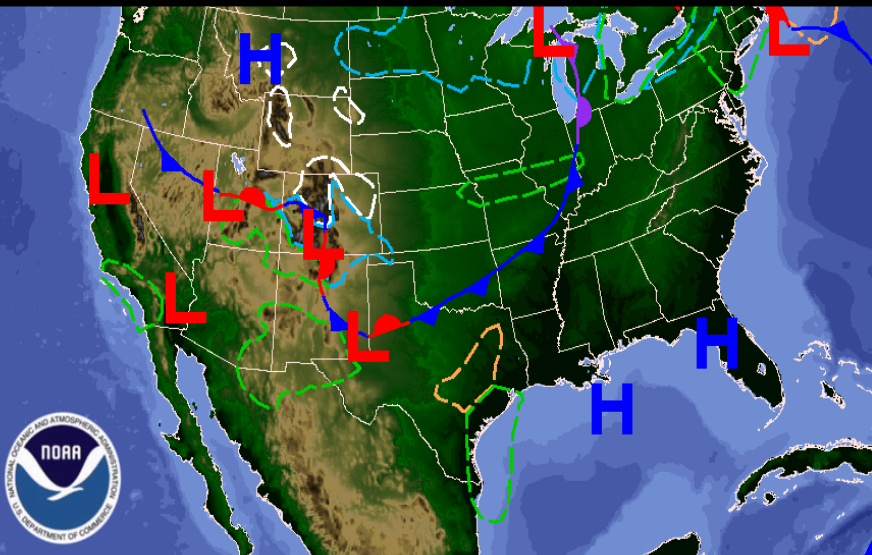 L
L
H
L
L
L
L
L
H
H
NATIONAL OCEANIC AND ATMOSPHERIC ADMINISTRATION
NOAA
U.S. DEPARTMENT OF COMMERCE